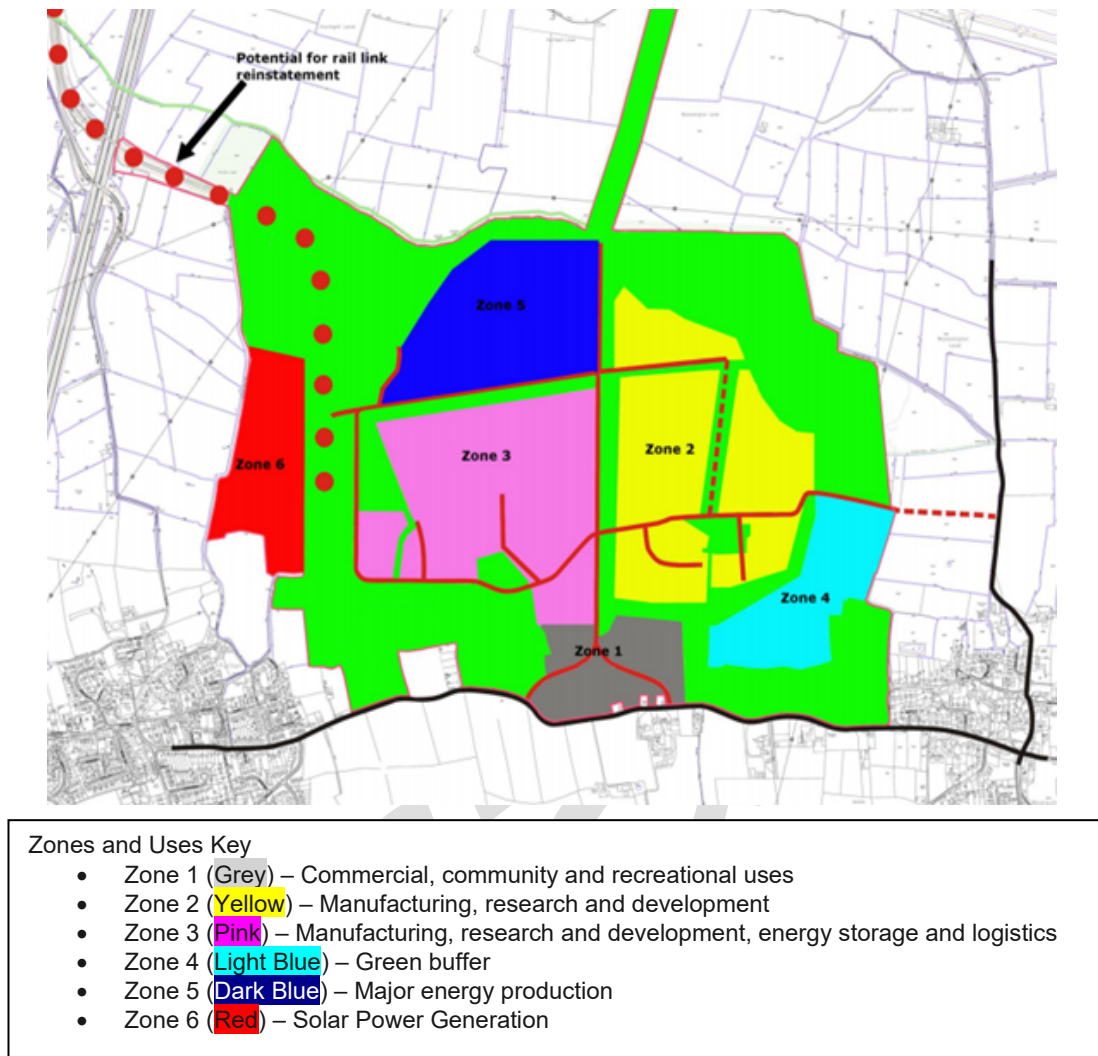 Potential for rail link
reinstatement
Zone 5
Zone 3
Zone 2
Zone 6
Zone 4
Zone 1
Zones and Uses Key
• Zone 1 (Grey) – Commercial, community and recreational uses
• Zone 2 (Yellow) – Manufacturing, research and development
• Zone 3 (Pink) – Manufacturing, research and development, energy storage and logistics
• Zone 4 (Light Blue) – Green buffer
• Zone 5 (Dark Blue) – Major energy production
• Zone 6 (Red) – Solar Power Generation